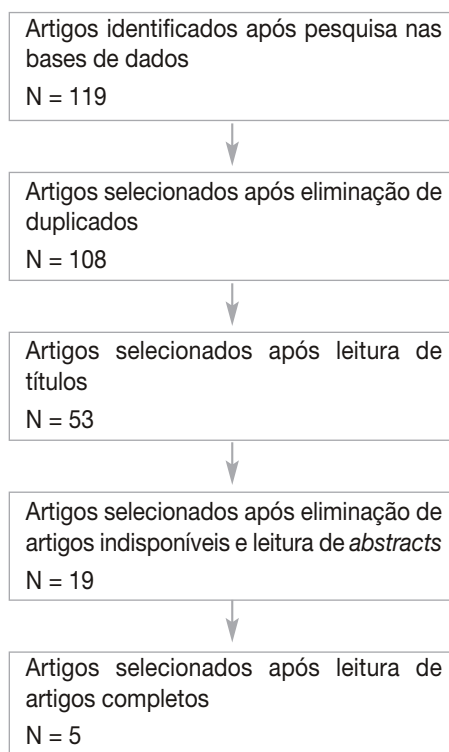 Artigos identificados após pesquisa nas
bases de dados
N = 119
Artigos selecionados após eliminação de
duplicados
N = 108
Artigos selecionados após leitura de
títulos
N = 53
Artigos selecionados após eliminação de
artigos indisponíveis e leitura de abstracts
N = 19
Artigos selecionados após leitura de
artigos completos
N = 5